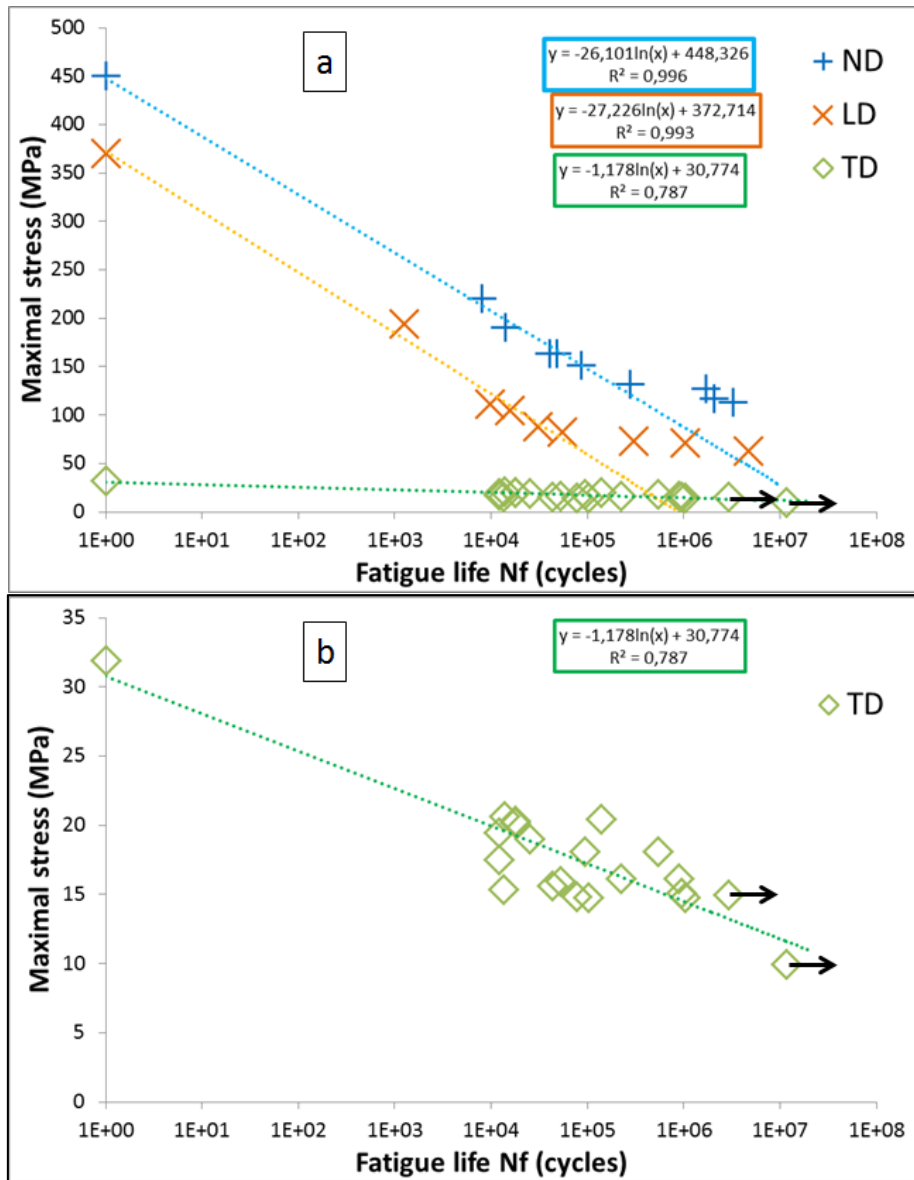 a
y = -26,101ln(x) + 448,326
R² = 0,996
y = -27,226ln(x) + 372,714
R² = 0,993
y = -1,178ln(x) + 30,774
R² = 0,787
ND
LD
TD
Maximal stress (MPa)
500
450
400
350
300
250
200
150
100
50
0
1E+00 1E+01 1E+02 1E+03 1E+04 1E+05 1E+06 1E+07 1E+08
Fatigue life Nf (cycles)
b
y = -1,178ln(x) + 30,774
R² = 0,787
TD
Maximal stress (MPa)
35
30
25
20
15
10
5
0
1E+00 1E+01 1E+02 1E+03 1E+04 1E+05 1E+06 1E+07 1E+08
Fatigue life Nf (cycles)